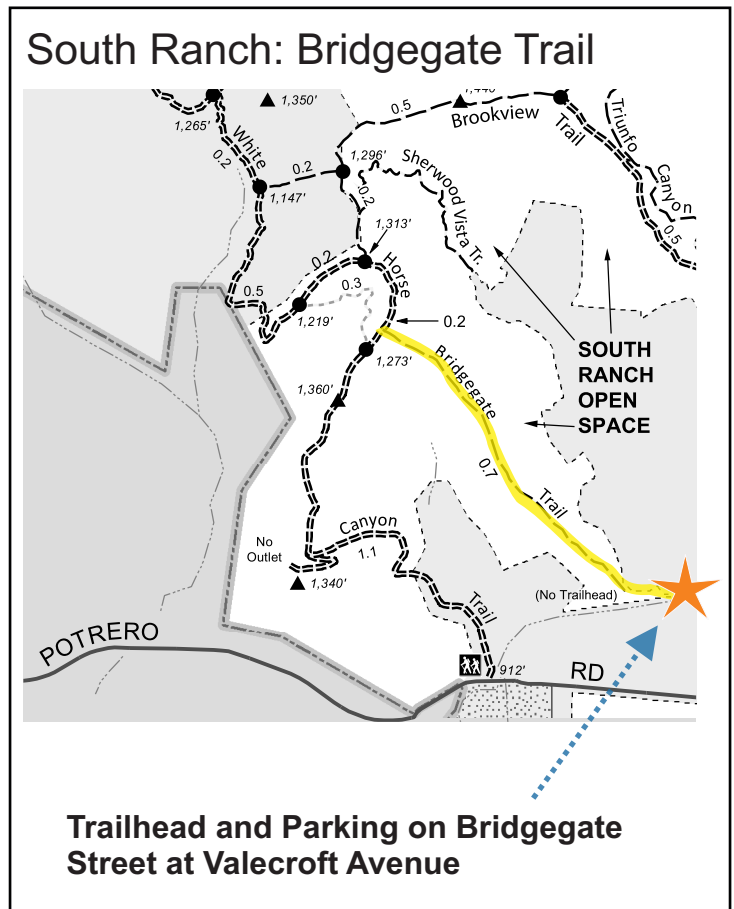 South Ranch: Bridgegate Trail
1,350'
1,440'
0.5
Brookview
Trail
Triunfo
Canyon
0.5
1,265'
White
0.2
0.2
1,147'
1,296'
0.2
Sherwood
Vista Tr.
1,313'
Horse
0.2
0.3
0.5
1,219'
0.2
1,273'
1,360'
SOUTH
RANCH
OPEN
SPACE
Bridgegate
0.7
Trail
No
Outlet
Canyon
1.1
1,340'
Trail
(No Trailhead)
POTRERO
912'
RD
Trailhead and Parking on Bridgegate
Street at Valecroft Avenue